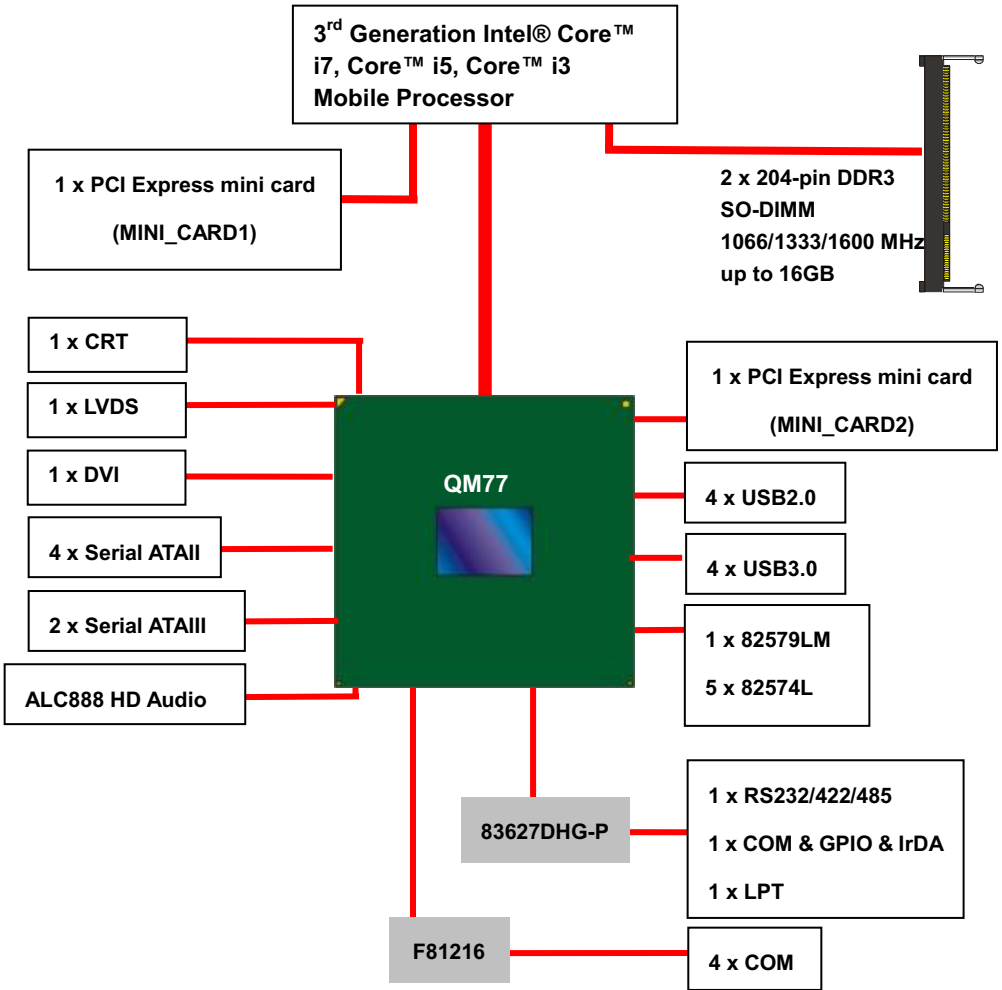 3rd Generation Intel® Core™
i7, Core™ i5, Core™ i3
Mobile Processor
1 x PCI Express mini card
(MINI_CARD1)
2 x 204-pin DDR3
SO-DIMM
1066/1333/1600 MHz
up to 16GB
1 x CRT
1 x LVDS
1 x DVI
4 x Serial ATAII
2 x Serial ATAIII
ALC888 HD Audio
QM77
1 x PCI Express mini card
(MINI_CARD2)
4 x USB2.0
4 x USB3.0
1 x 82579LM
5 x 82574L
83627DHG-P
1 x RS232/422/485
1 x COM & GPIO & IrDA
1 x LPT
F81216
4 x COM